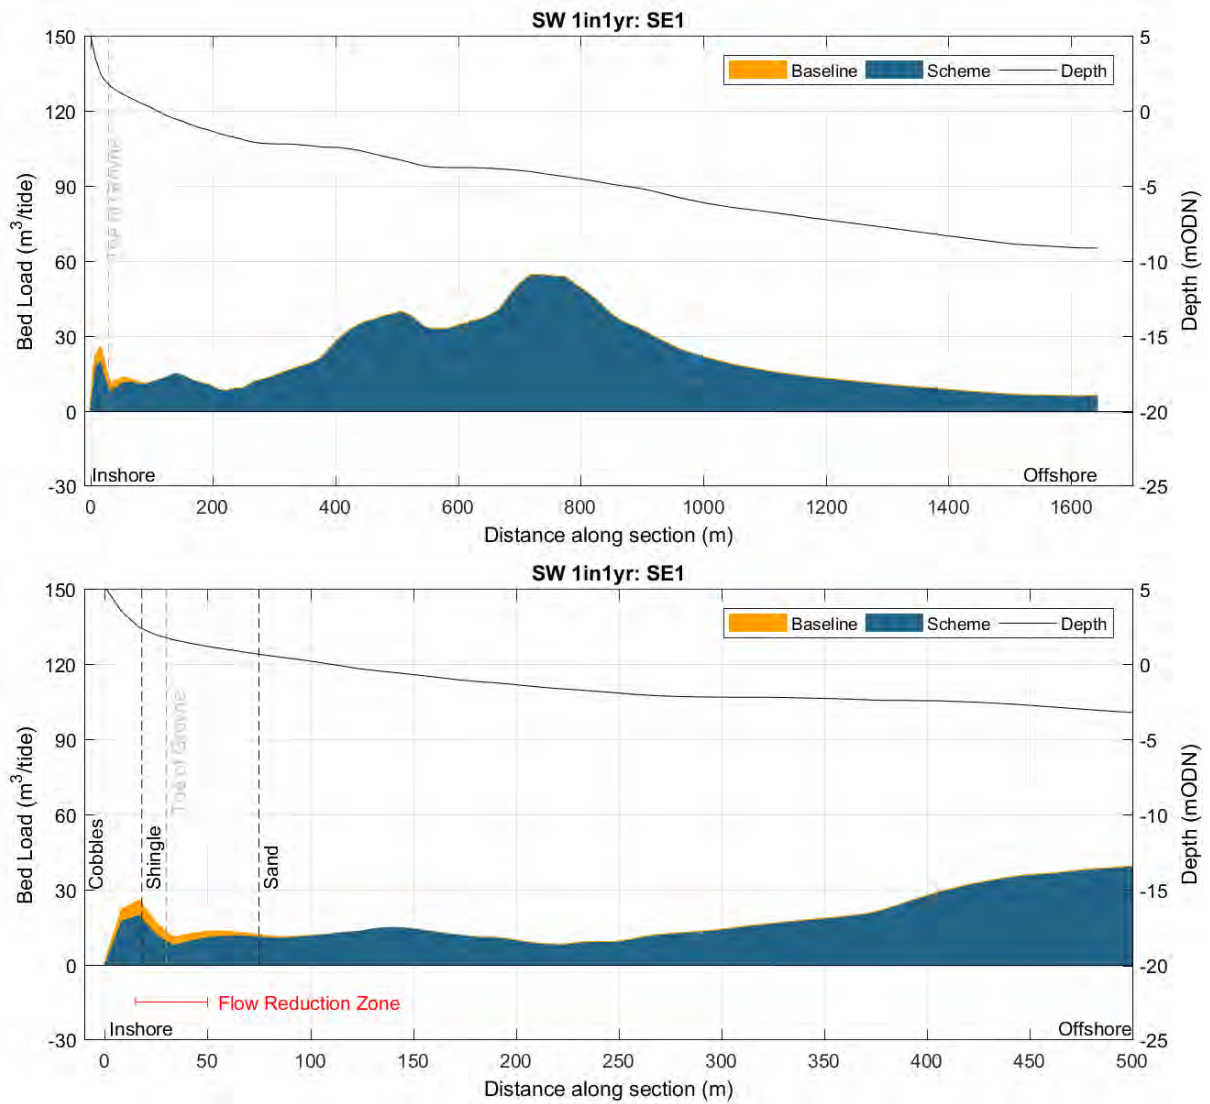 SW 1in1yr: SE1
Baseline Scheme Depth
150 120 90 60 30 0 -30
Bed Load (m³/tide)
Toe of Groyne
5 0 -5 -10 -15 -20 -25
Depth (mODN)
Inshore Offshore
0 200 400 600 800 1000 1200 1400 1600
Distance along section (m)
SW 1in1yr: SE1
Baseline Scheme Depth
150 120 90 60 30 0 -30
Bed Load (m³/tide)
Cobbles
Shingle
Toe of Groyne
Sand
5 0 -5 -10 -15 -20 -25
Depth (mODN)
Flow Reduction Zone
Inshore Offshore
0 50 100 150 200 250 300 350 400 450 500
Distance along section (m)